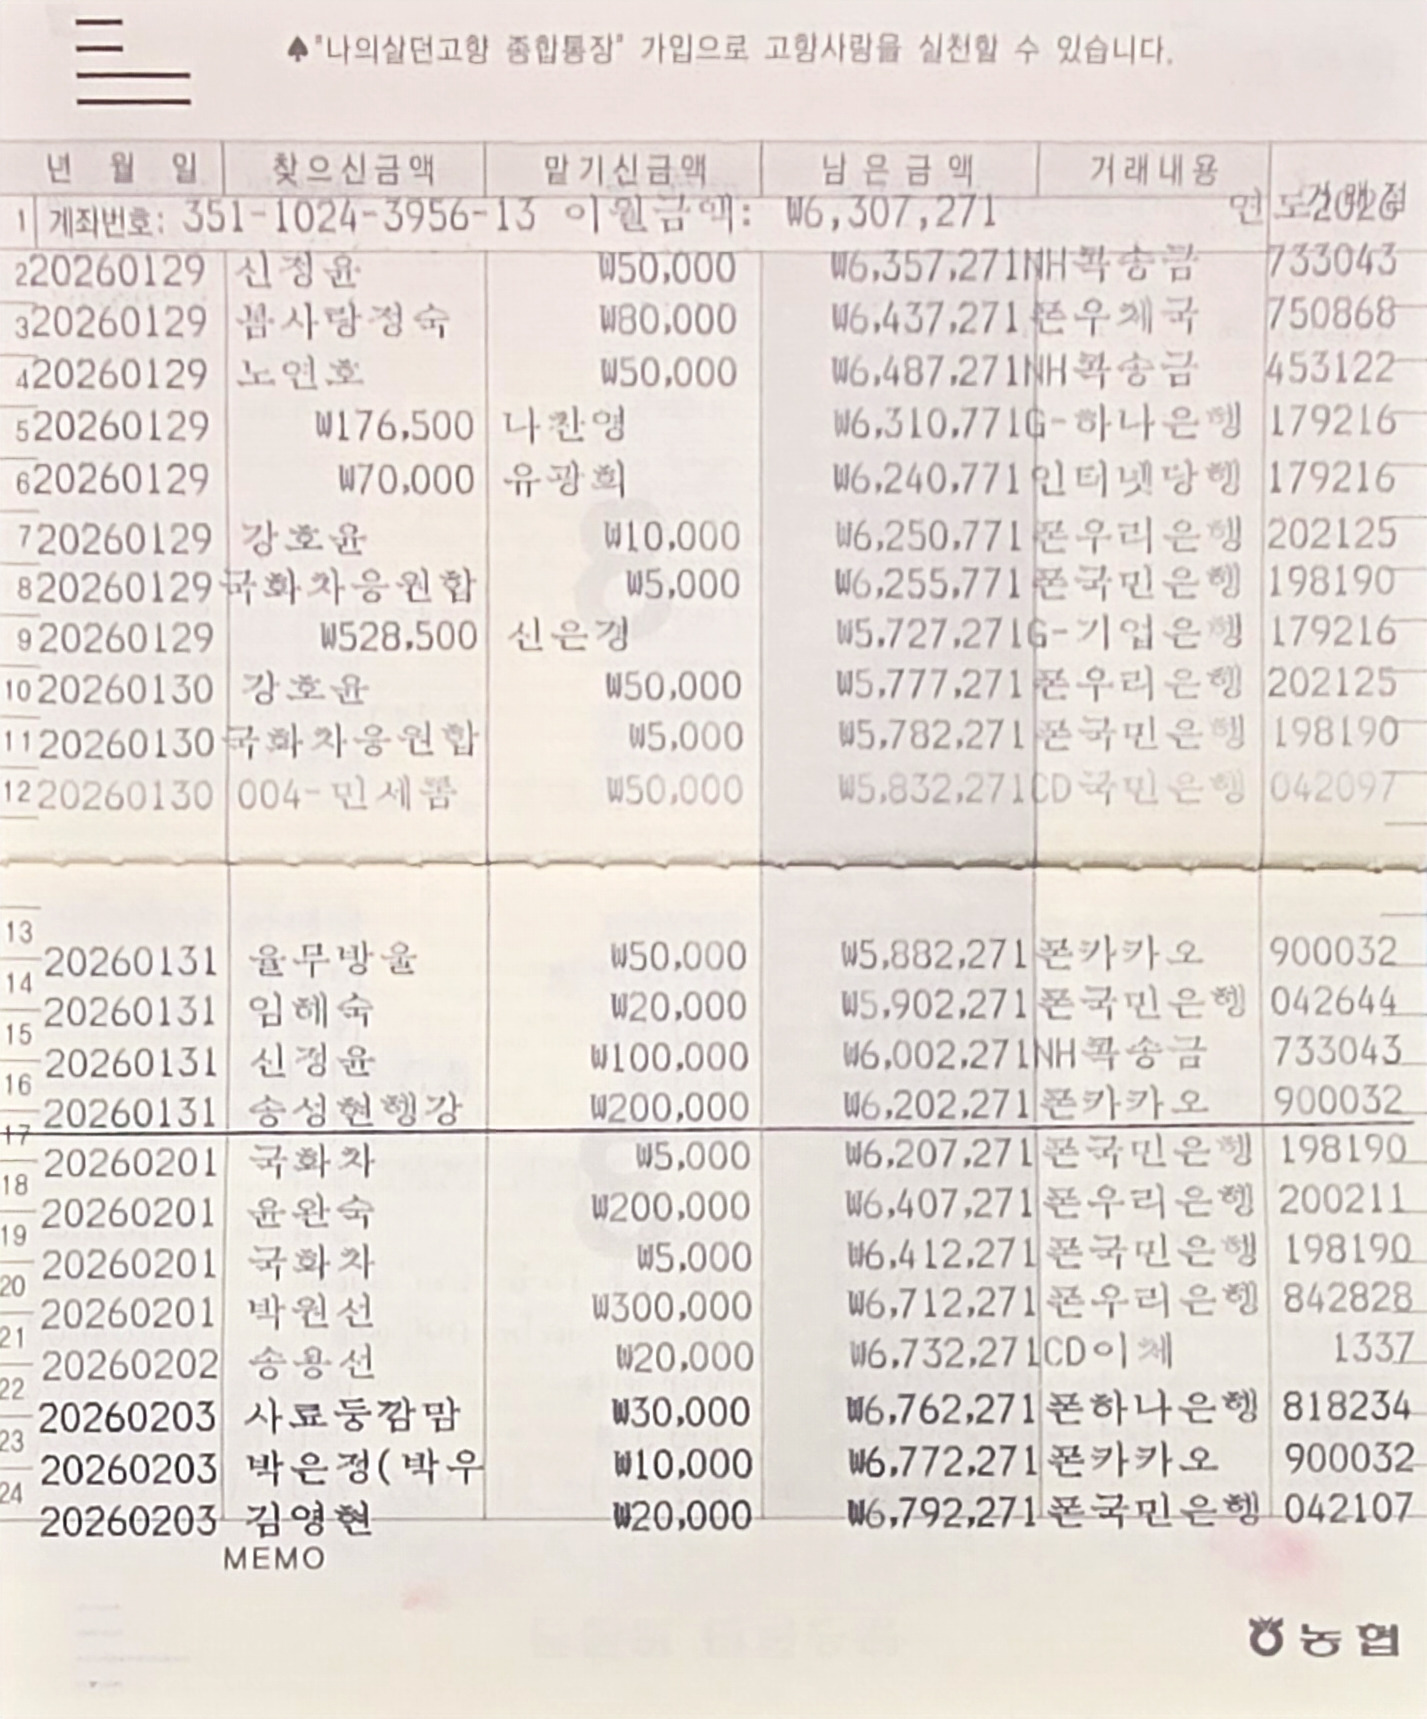 ♠"나의살던고향 종합통장" 가입으로 고향사랑을 실천할 수 있습니다.
년 월 일 찾으신금액 맡기신금액 남은금액 거래내용 거래점
1 계좌번호: 351-1024-3956-13 이월금액: ₩6,307,271 연도2026
2 20260129 신정윤 ₩50,000 ₩6,357,271 NH콕송금 733043
3 20260129 봄사랑정숙 ₩80,000 ₩6,437,271 폰우체국 750868
4 20260129 노연호 ₩50,000 ₩6,487,271 NH콕송금 453122
5 20260129 ₩176,500 나찬영 ₩6,310,771 G-하나은행 179216
6 20260129 ₩70,000 유광희 ₩6,240,771 인터넷당행 179216
7 20260129 강호윤 ₩10,000 ₩6,250,771 폰우리은행 202125
8 20260129 국화차응원합 ₩5,000 ₩6,255,771 폰국민은행 198190
9 20260129 ₩528,500 신은경 ₩5,727,271 G-기업은행 179216
10 20260130 강호윤 ₩50,000 ₩5,777,271 폰우리은행 202125
11 20260130 국화차응원합 ₩5,000 ₩5,782,271 폰국민은행 198190
12 20260130 004-민세롬 ₩50,000 ₩5,832,271 CD국민은행 042097
13 20260131 율무방울 ₩50,000 ₩5,882,271 폰카카오 900032
14 20260131 임혜숙 ₩20,000 ₩5,902,271 폰국민은행 042644
15 20260131 신정윤 ₩100,000 ₩6,002,271 NH콕송금 733043
16 20260131 송성현행강 ₩200,000 ₩6,202,271 폰카카오 900032
17 20260201 국화차 ₩5,000 ₩6,207,271 폰국민은행 198190
18 20260201 윤완숙 ₩200,000 ₩6,407,271 폰우리은행 200211
19 20260201 국화차 ₩5,000 ₩6,412,271 폰국민은행 198190
20 20260201 박원선 ₩300,000 ₩6,712,271 폰우리은행 842828
21 20260202 송용선 ₩20,000 ₩6,732,271 CD이체 1337
22 20260203 사료둥깜맘 ₩30,000 ₩6,762,271 폰하나은행 818234
23 20260203 박은정(박우 ₩10,000 ₩6,772,271 폰카카오 900032
24 20260203 김영현 ₩20,000 ₩6,792,271 폰국민은행 042107
MEMO
농협